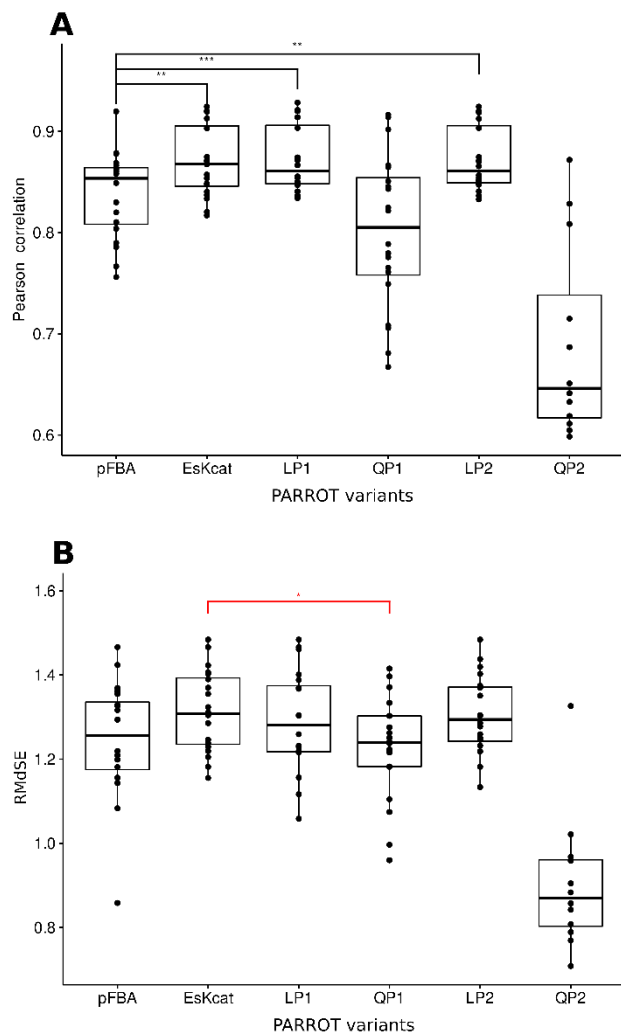 A
**
***
**
0.9
0.8
0.7
0.6
Pearson correlation
pFBA EsKcat LP1 QP1 LP2 QP2
PARROT variants
B
*
1.6
1.4
1.2
1.0
0.8
RMdSE
pFBA EsKcat LP1 QP1 LP2 QP2
PARROT variants